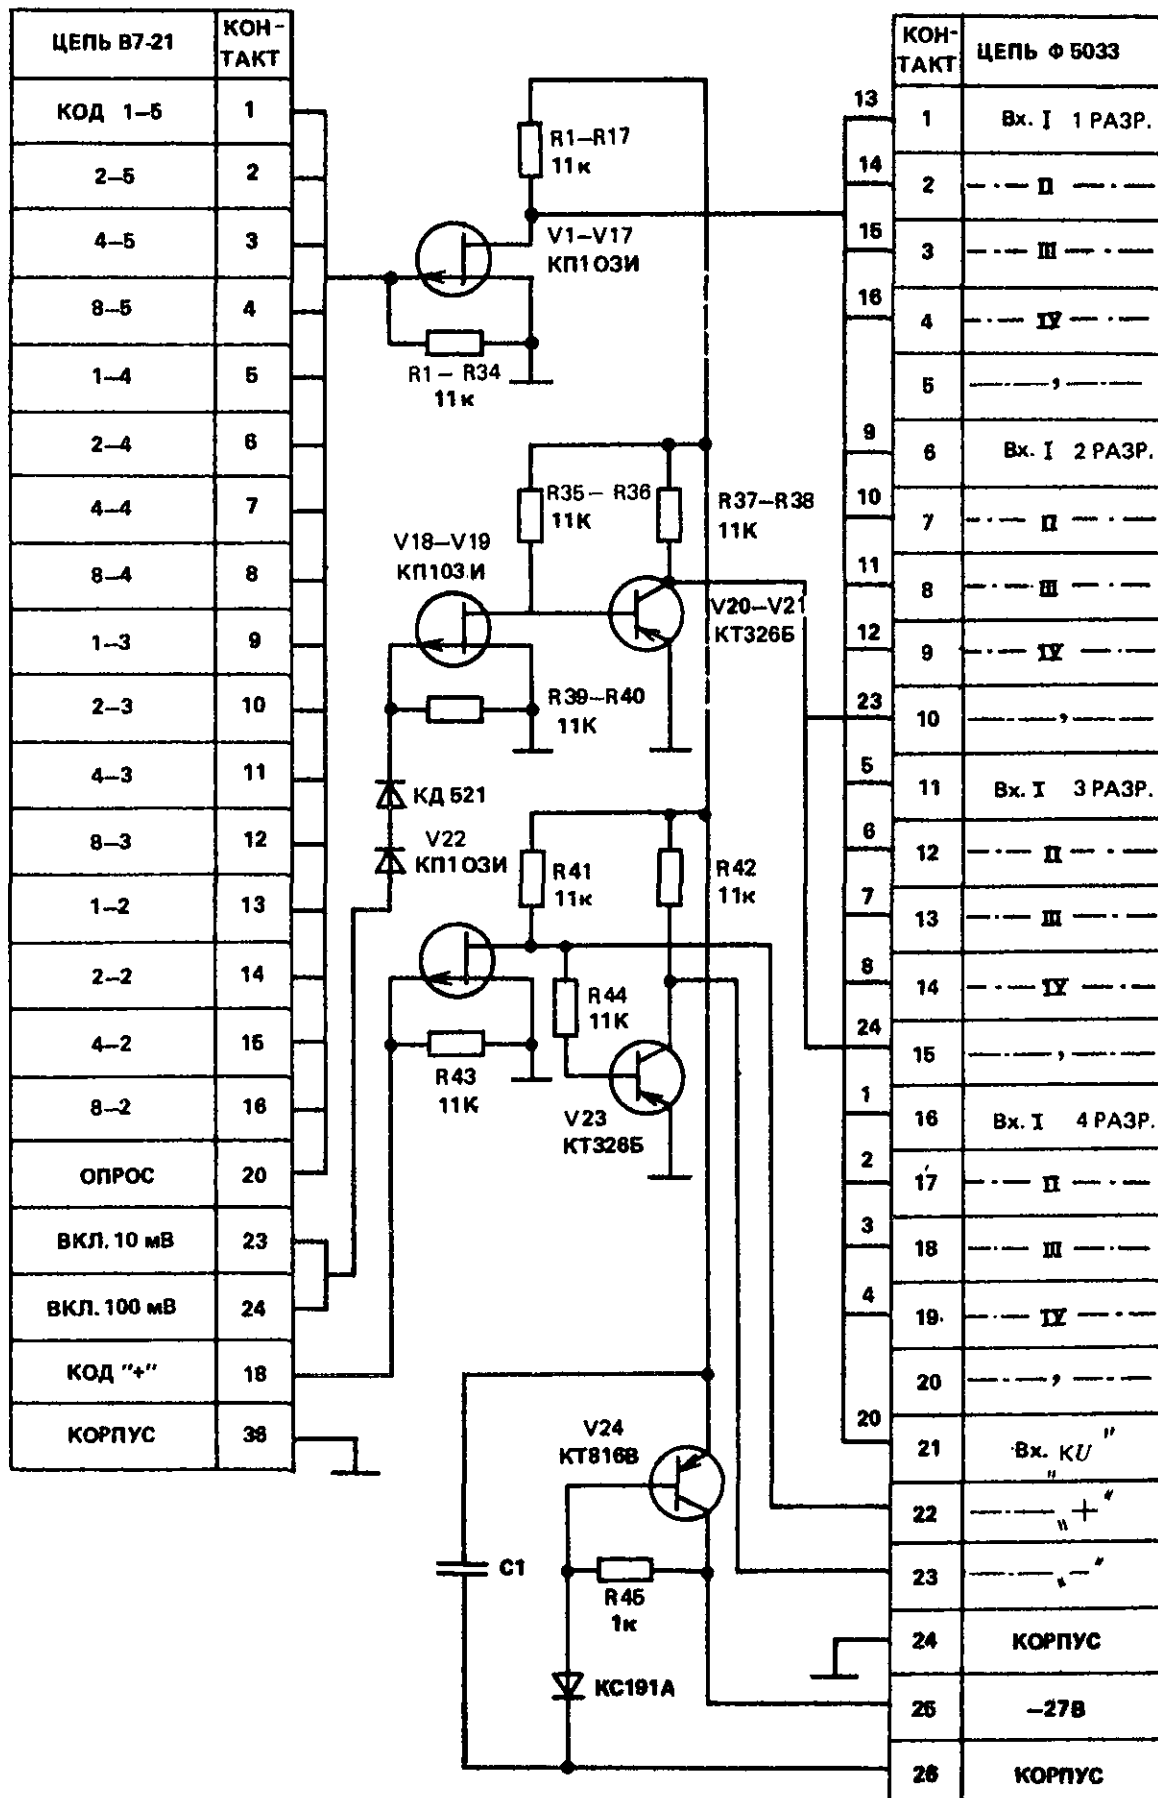 ЦЕПЬ В7-21
КОН-
ТАКТ
КОД 1–5
1
2–5
2
4–5
3
8–5
4
1–4
5
2–4
6
4–4
7
8–4
8
1–3
9
2–3
10
4–3
11
8–3
12
1–2
13
2–2
14
4–2
15
8–2
16
ОПРОС
20
ВКЛ. 10 мВ
23
ВКЛ. 100 мВ
24
КОД "+"
18
КОРПУС
36
R1–R17
11к
V1–V17
КП103И
R1– R34
11к
R35– R36
11К
R37–R38
11К
V18–V19
КП103И
V20–V21
КТ326Б
R39–R40
11К
КД 521
V22
КП103И
R41
11к
R42
11к
R44
11К
R43
11К
V23
КТ326Б
V24
КТ816В
С1
R45
1к
КС191А
КОН-
ТАКТ
ЦЕПЬ Ф 5033
13
1
Вх. I 1 РАЗР.
14
2
—·— II —·—
15
3
—·— III —·—
16
4
—·— IV —·—
5
—·—, —·—
9
6
Вх. I 2 РАЗР.
10
7
—·— II —·—
11
8
—·— III —·—
12
9
—·— IV —·—
23
10
—·—, —·—
5
11
Вх. I 3 РАЗР.
6
12
—·— II —·—
7
13
—·— III —·—
8
14
—·— IV —·—
24
15
—·—, —·—
1
16
Вх. I 4 РАЗР.
2
17
—·— II —·—
3
18
—·— III —·—
4
19
—·— IV —·—
20
—·—, —·—
20
21
Вх. „KU"
22
—·— „+"
23
—·— „–"
24
КОРПУС
25
–27В
26
КОРПУС